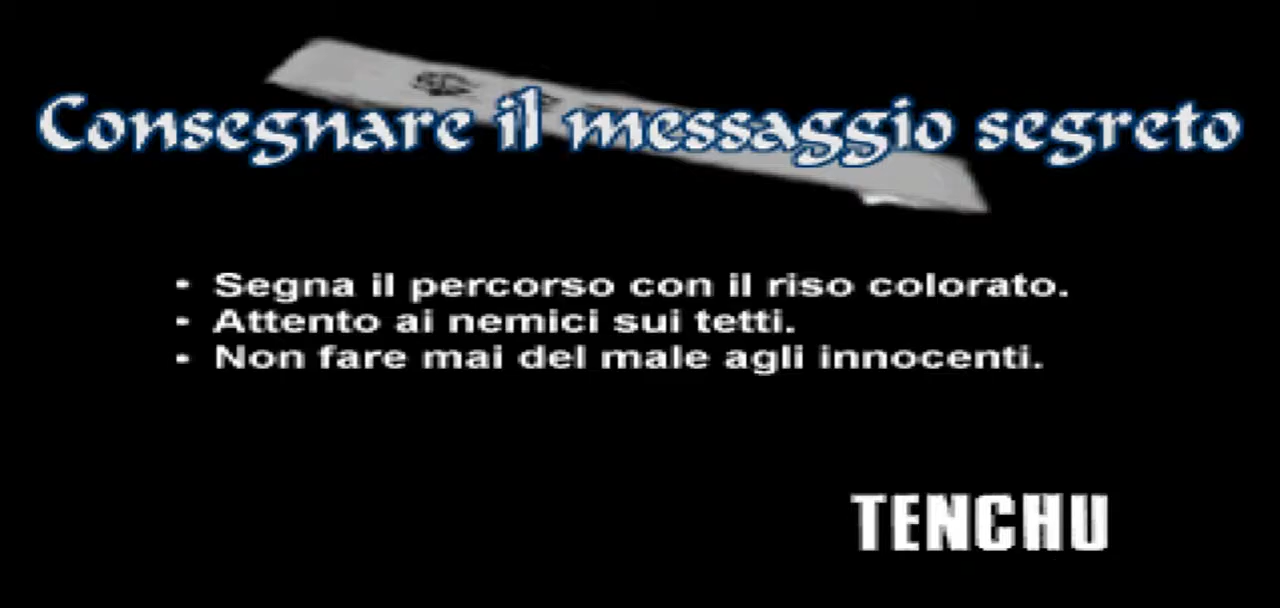 Consegnare il messaggio segreto
• Segna il percorso con il riso colorato.
• Attento ai nemici sui tetti.
• Non fare mai del male agli innocenti.
TENCHU